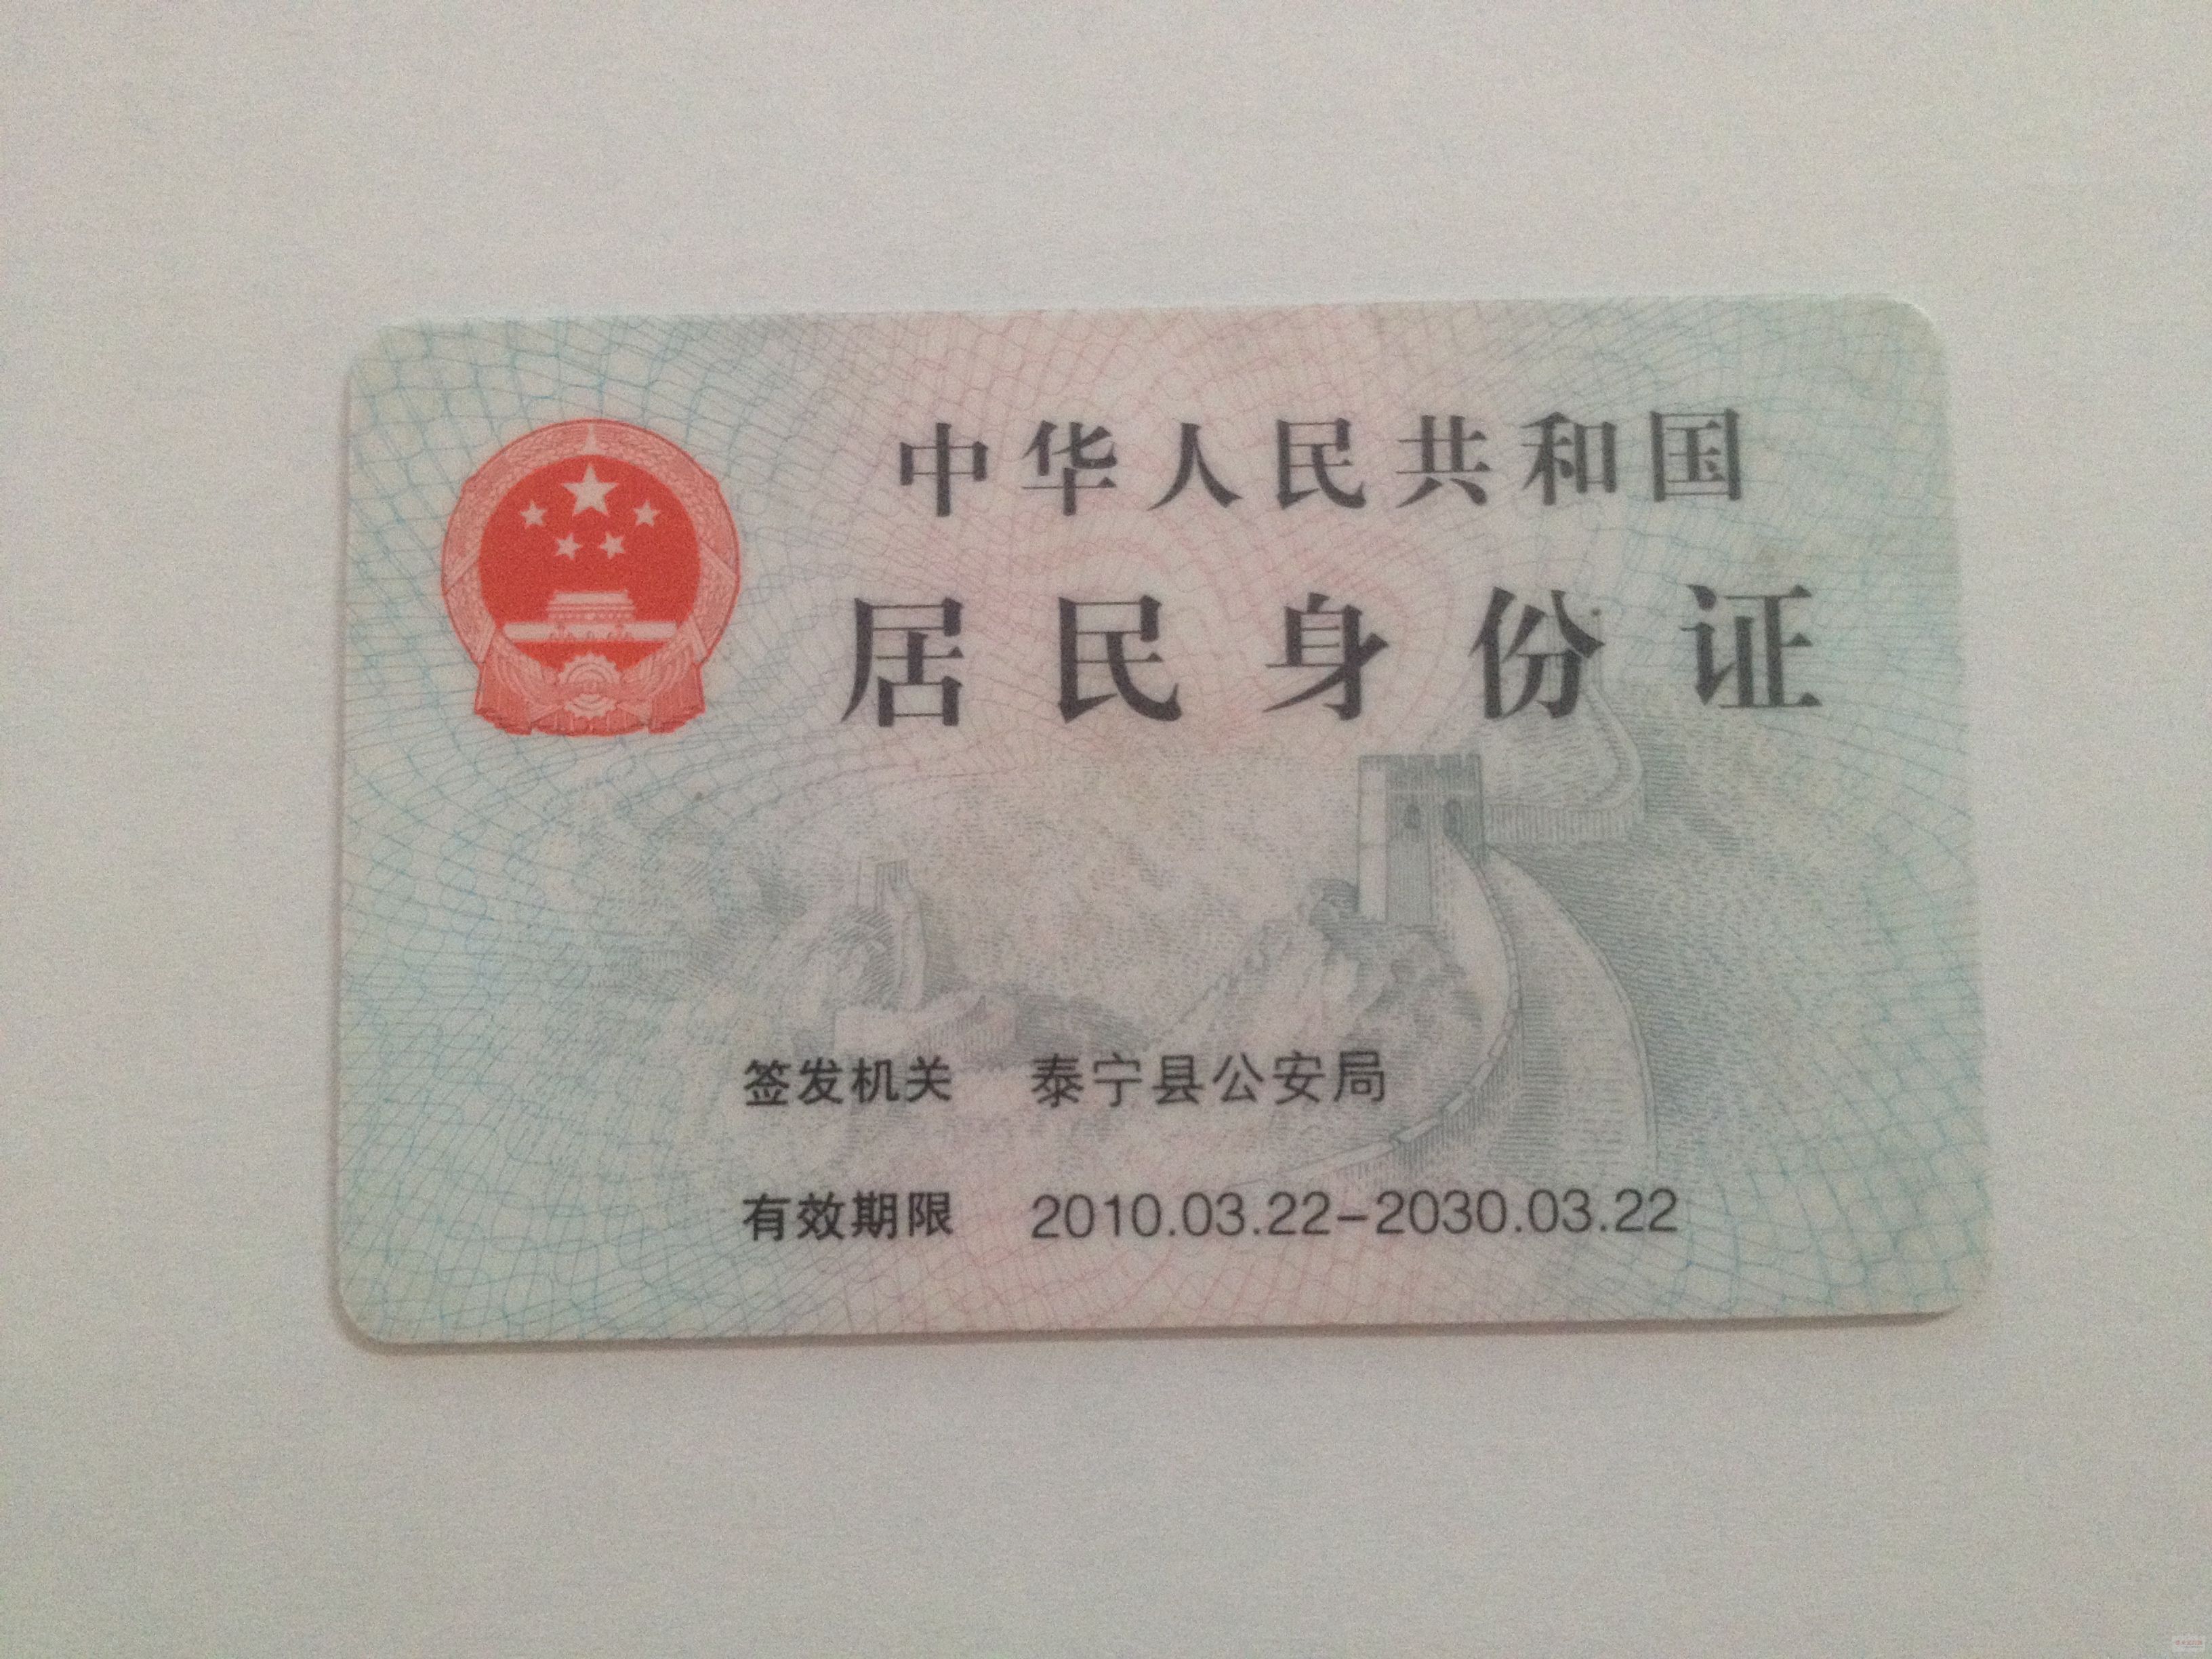 中华人民共和国
居民身份证
签发机关 泰宁县公安局
有效期限 2010.03.22-2030.03.22